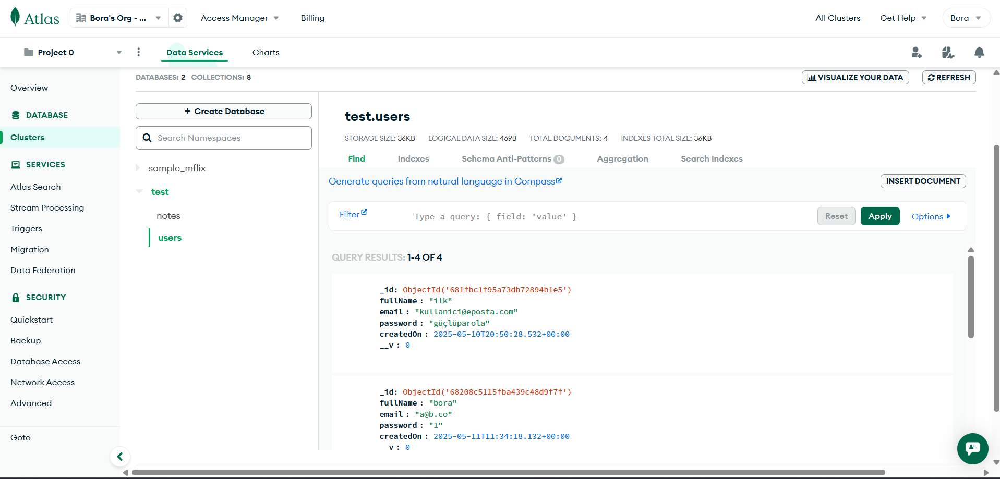 Atlas
Bora's Org - ...
Access Manager
Billing
All Clusters
Get Help
Bora
Project 0
Data Services
Charts
Overview
DATABASE
Clusters
SERVICES
Atlas Search
Stream Processing
Triggers
Migration
Data Federation
SECURITY
Quickstart
Backup
Database Access
Network Access
Advanced
Goto
DATABASES: 2 COLLECTIONS: 8
VISUALIZE YOUR DATA
REFRESH
+ Create Database
Search Namespaces
sample_mflix
test
notes
users
test.users
STORAGE SIZE: 36KB LOGICAL DATA SIZE: 469B TOTAL DOCUMENTS: 4 INDEXES TOTAL SIZE: 36KB
Find Indexes Schema Anti-Patterns 0 Aggregation Search Indexes
Generate queries from natural language in Compass
INSERT DOCUMENT
Filter
Type a query: { field: 'value' }
Reset
Apply
Options
QUERY RESULTS: 1-4 OF 4
_id: ObjectId('681fbc1f95a73db72894b1e5')
fullName : "ilk"
email : "kullanici@eposta.com"
password : "güçlüparola"
createdOn : 2025-05-10T20:50:28.532+00:00
__v : 0
_id: ObjectId('68208c5115fba439c48d9f7f')
fullName : "bora"
email : "a@b.co"
password : "1"
createdOn : 2025-05-11T11:34:18.132+00:00
v : 0